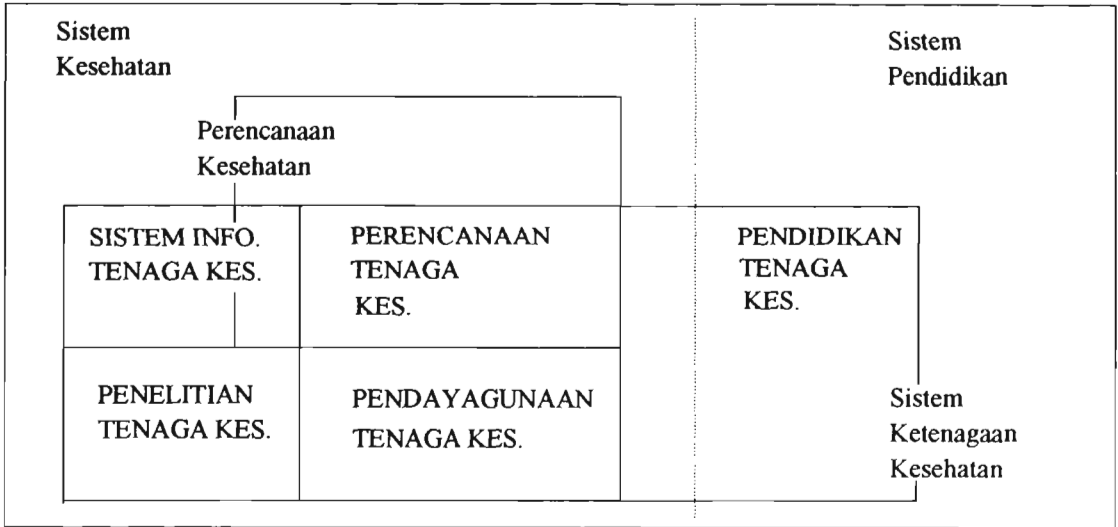 Sistem
Kesehatan
Sistem
Pendidikan
Perencanaan
Kesehatan
SISTEM INFO.
TENAGA KES.
PERENCANAAN
TENAGA
KES.
PENDIDIKAN
TENAGA
KES.
PENELITIAN
TENAGA KES.
PENDAYAGUNAAN
TENAGA KES.
Sistem
Ketenagaan
Kesehatan